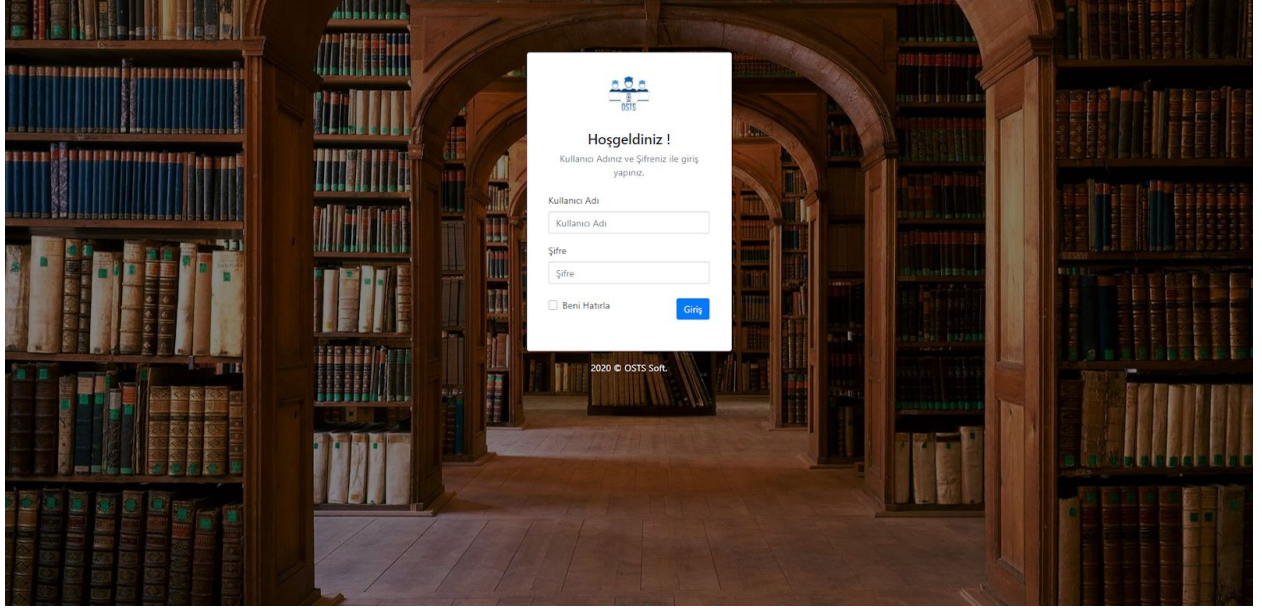 OSTS
Hoşgeldiniz !
Kullanıcı Adınız ve Şifreniz ile giriş
yapınız.
Kullanıcı Adı
Kullanıcı Adı
Şifre
Şifre
Beni Hatırla
Giriş
2020 © OSTS Soft.